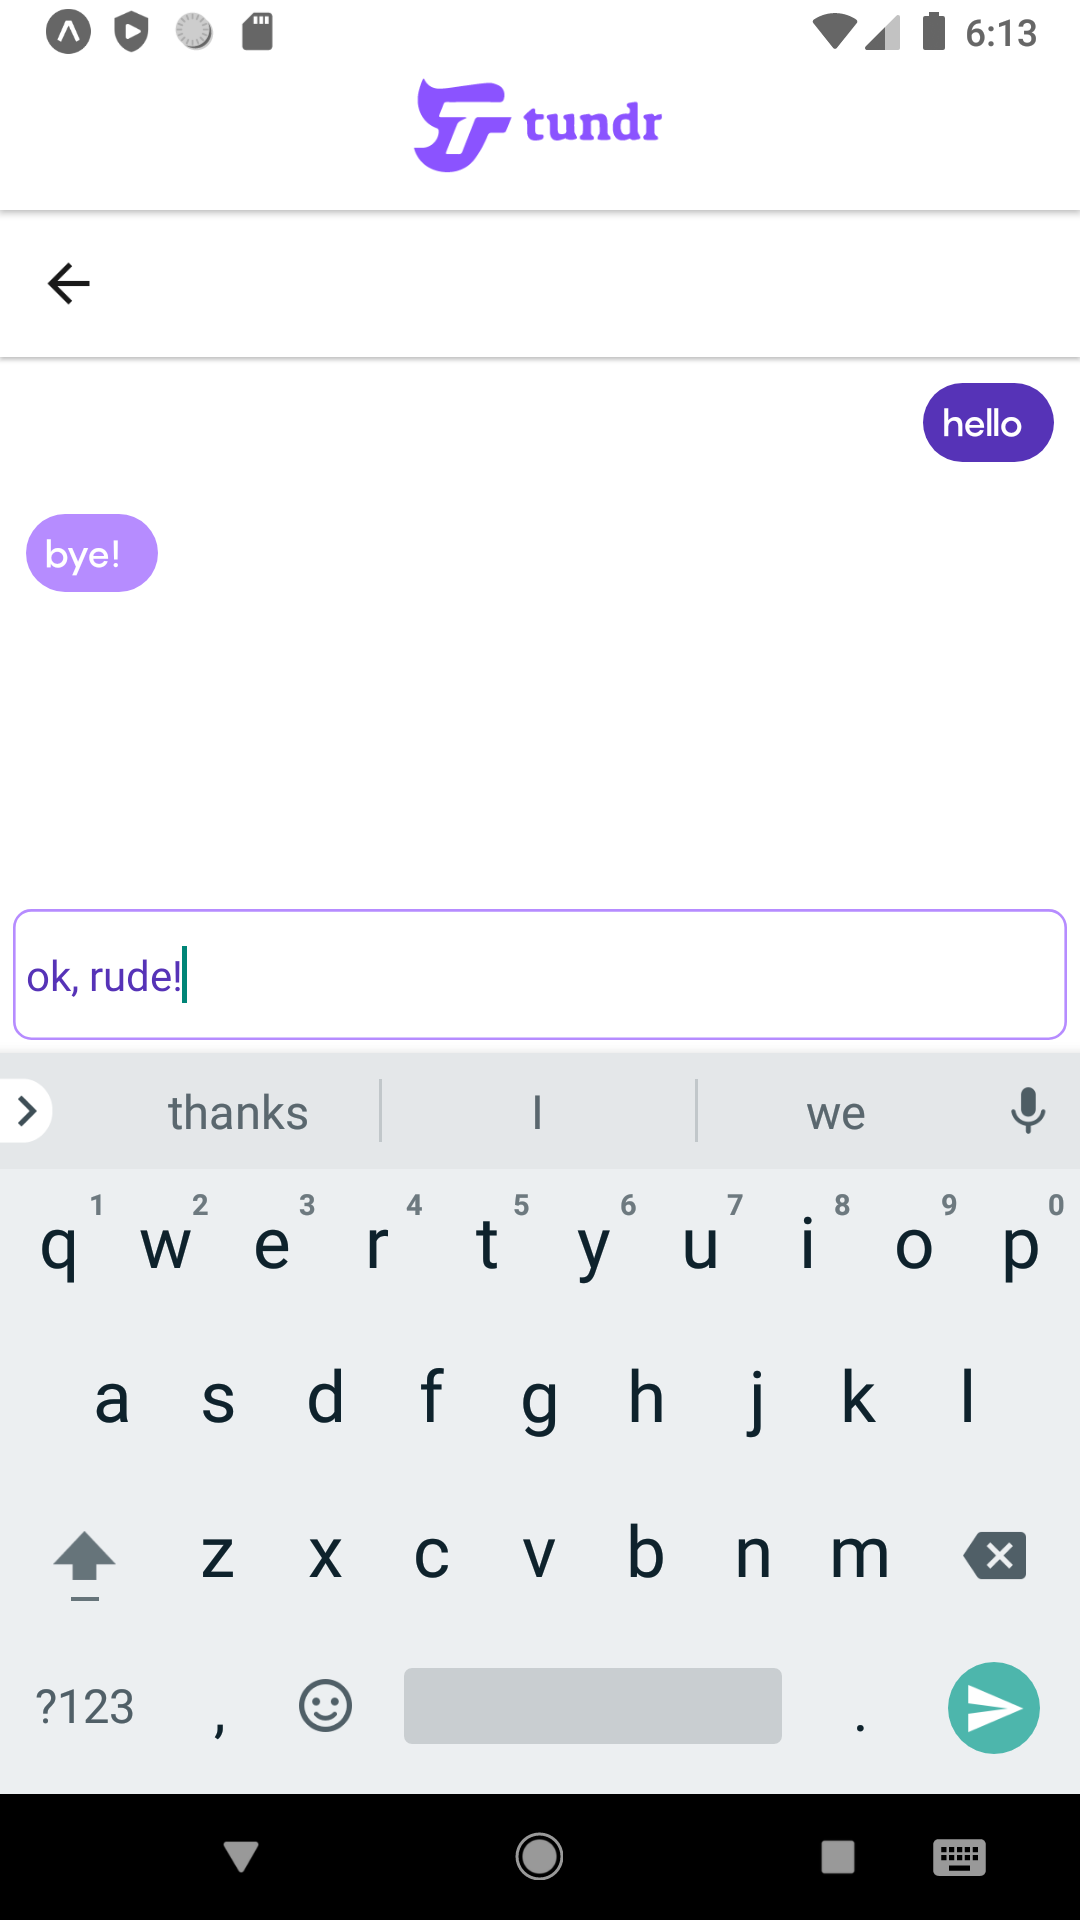 6:13
tundr
hello
bye!
ok, rude!
thanks I we
1 2 3 4 5 6 7 8 9 0
q w e r t y u i o p
a s d f g h j k l
z x c v b n m
?123 , .